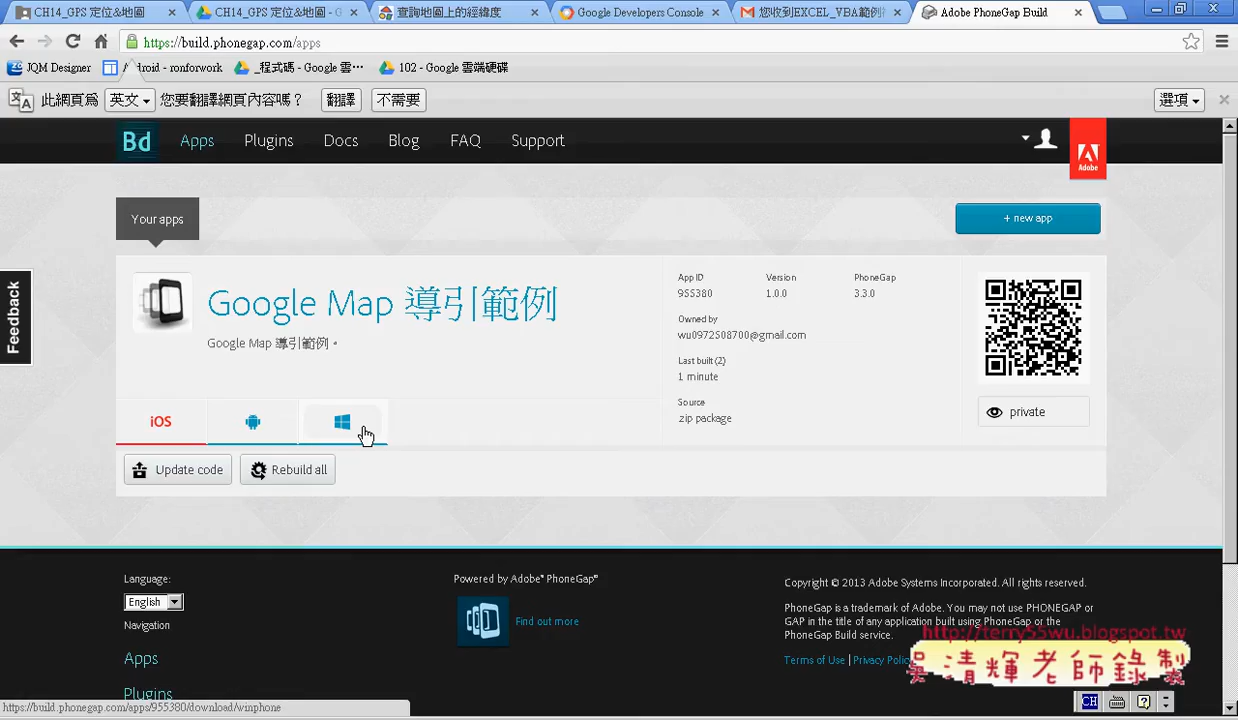 CH14_GPS 定位&地圖
CH14_GPS 定位&地圖 - G
查詢地圖上的經緯度
Google Developers Console
您收到EXCEL_VBA範例
Adobe PhoneGap Build
https://build.phonegap.com/apps
JQM Designer
roid - ronforwork
_程式碼 - Google 雲…
102 - Google 雲端硬碟
此網頁為
英文
您要翻譯網頁內容嗎？
翻譯
不需要
選項
Bd
Apps
Plugins
Docs
Blog
FAQ
Support
Adobe
Your apps
+ new app
Google Map 導引範例
Google Map 導引範例。
App ID
Version
PhoneGap
955380
1.0.0
3.3.0
Owned by
wu0972508700@gmail.com
Last built (2)
1 minute
Source
.zip package
private
iOS
Update code
Rebuild all
Feedback
Language:
English
Navigation
Apps
Plugins
Powered by Adobe® PhoneGap®
Find out more
Copyright © 2013 Adobe Systems Incorporated. All rights reserved.
PhoneGap is a trademark of Adobe. You may not use PHONEGAP or
GAP in the title of any application built using PhoneGap or the
PhoneGap Build service.
Terms of Use | Privacy Polic
http://terry55wu.blogspot.tw
吳清輝老師錄制
https://build.phonegap.com/apps/955380/download/winphone
CH